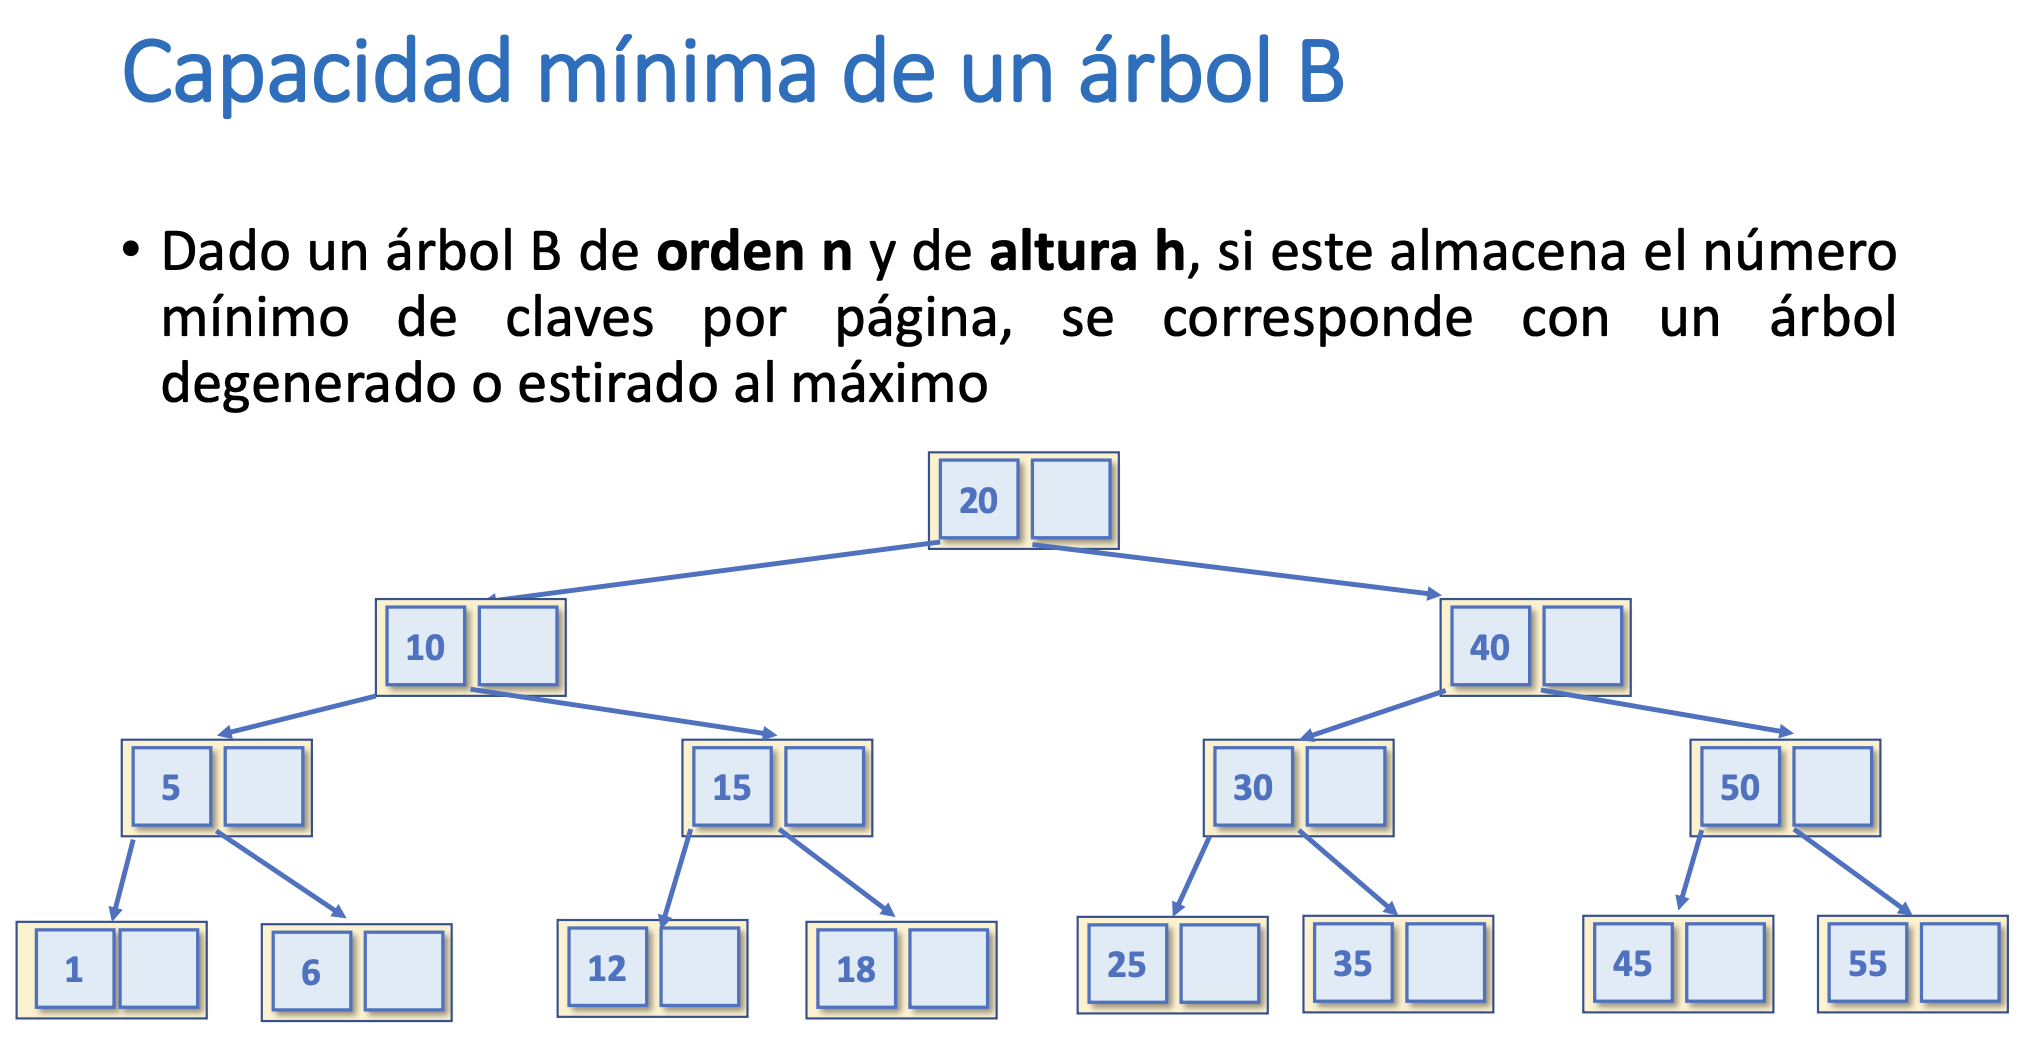 Capacidad mínima de un árbol B
• Dado un árbol B de orden n y de altura h, si este almacena el número
mínimo de claves por página, se corresponde con un árbol
degenerado o estirado al máximo
20
10 40
5 15 30 50
1 6 12 18 25 35 45 55